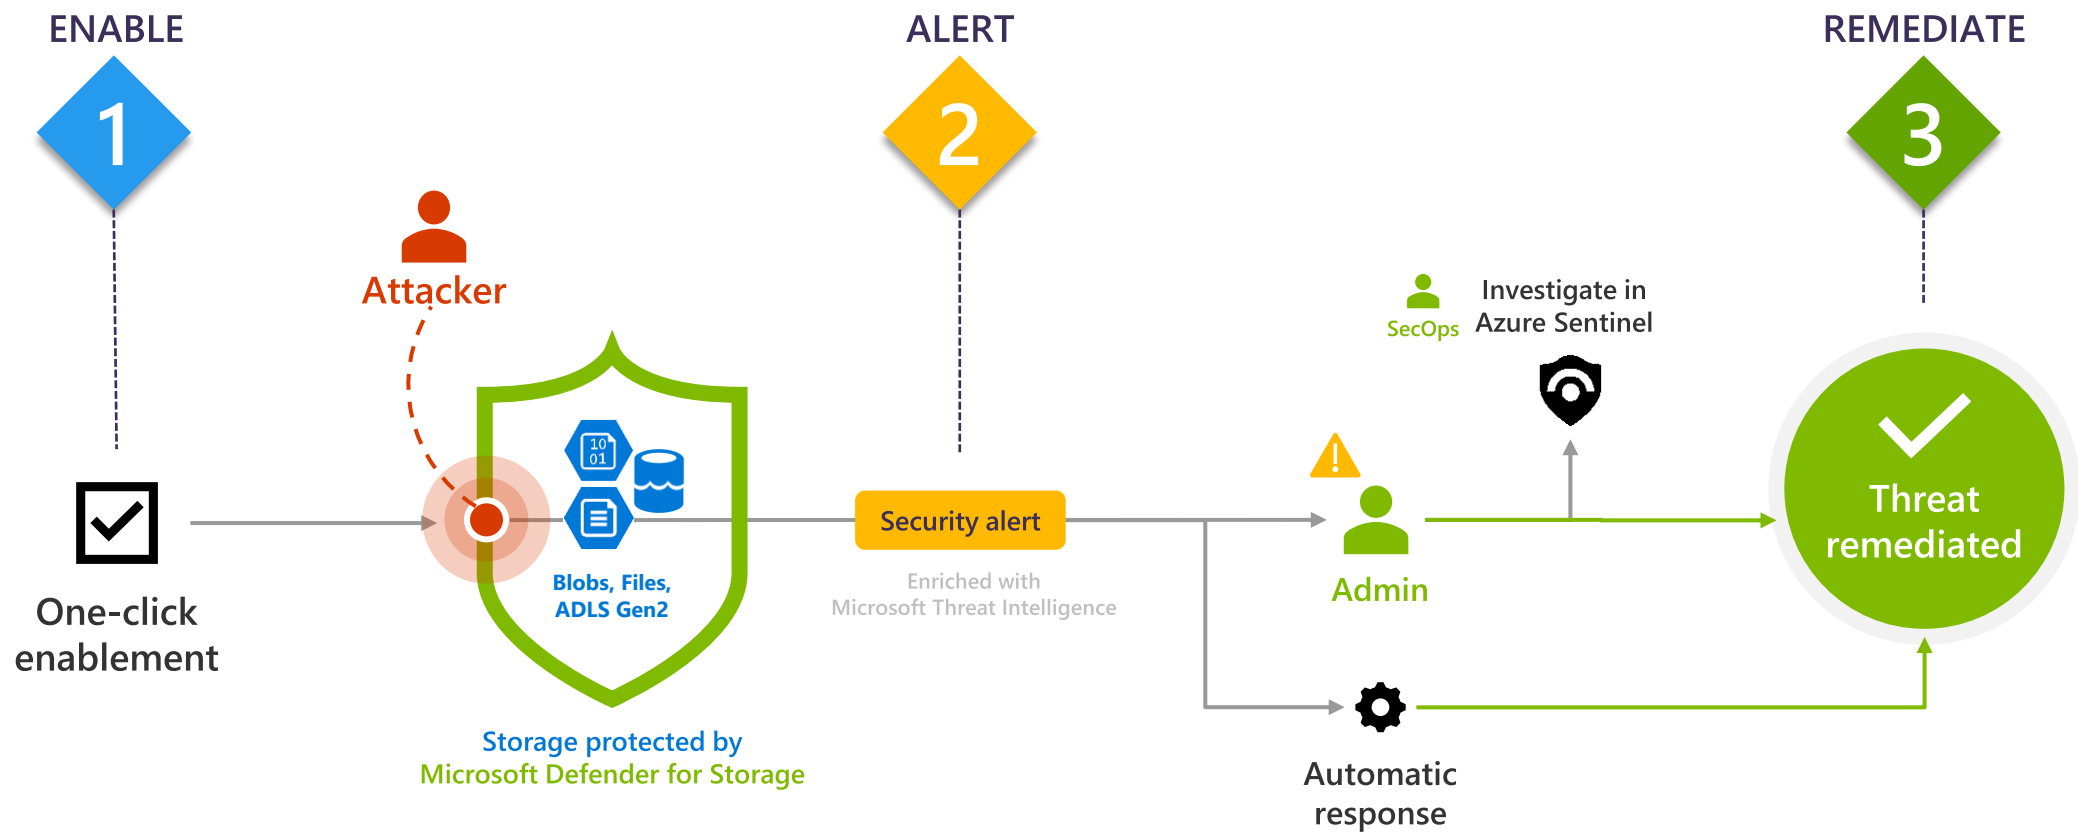 ENABLE
1
ALERT
2
REMEDIATE
3
Attacker
SecOps
Investigate in
Azure Sentinel
One-click
enablement
10
01
Blobs, Files,
ADLS Gen2
Storage protected by
Microsoft Defender for Storage
Security alert
Enriched with
Microsoft Threat Intelligence
!
Admin
Automatic
response
Threat
remediated